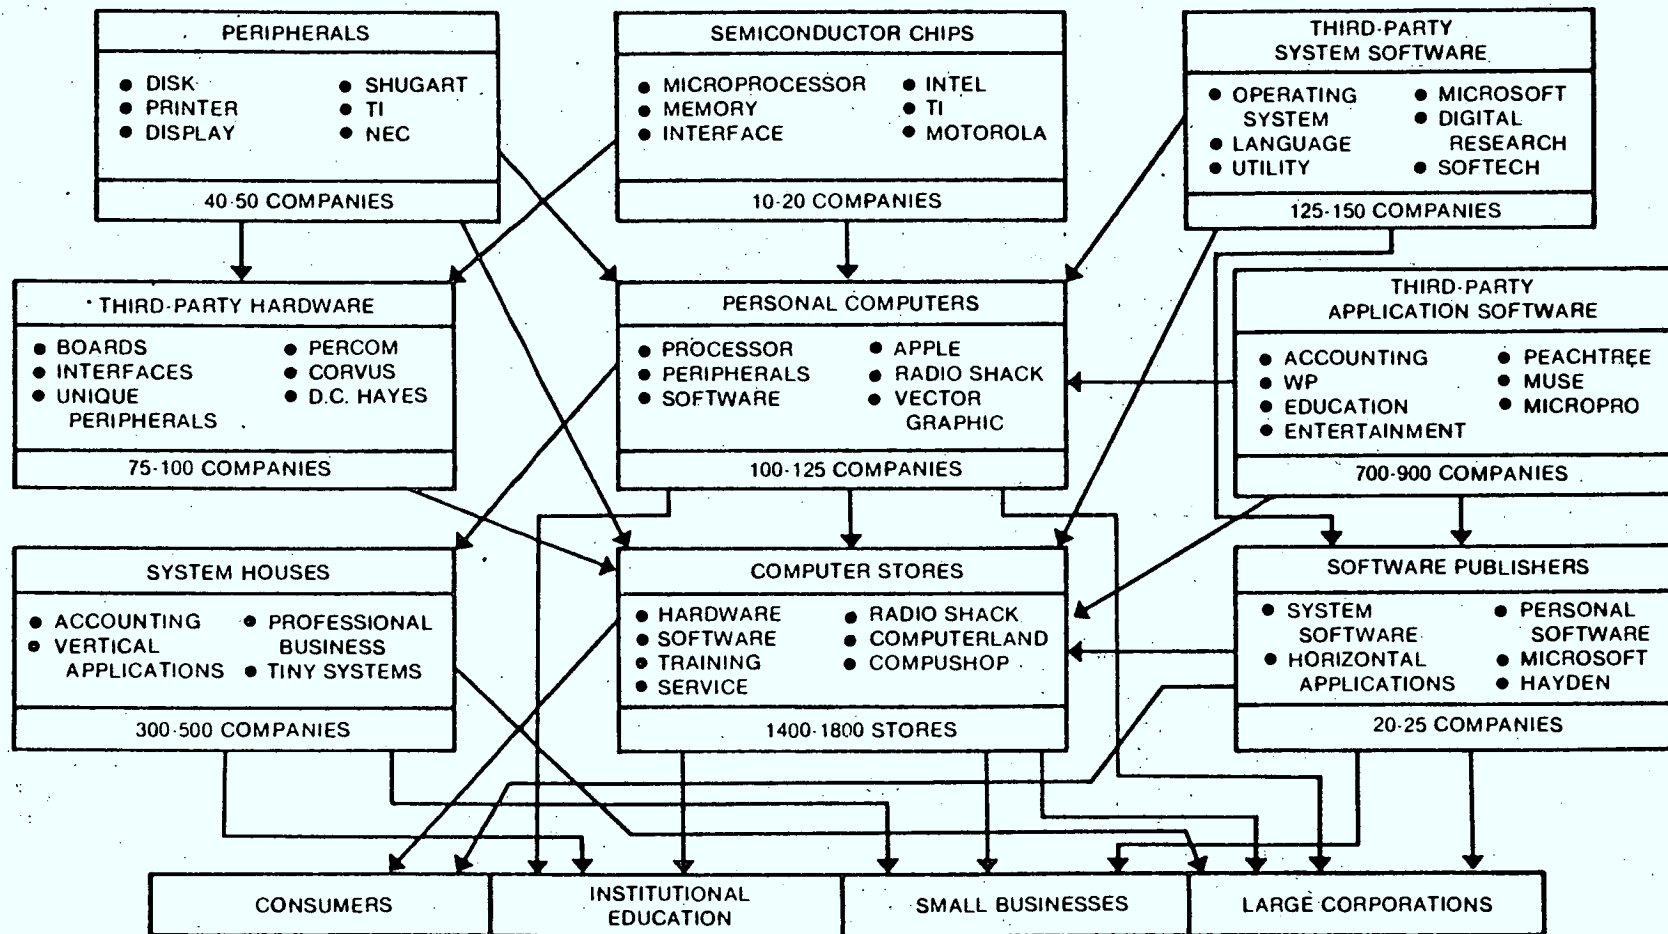 PERIPHERALS
● DISK
● PRINTER
● DISPLAY
● SHUGART
● TI
● NEC
40-50 COMPANIES
SEMICONDUCTOR CHIPS
● MICROPROCESSOR
● MEMORY
● INTERFACE
● INTEL
● TI
● MOTOROLA
10-20 COMPANIES
THIRD-PARTY
SYSTEM SOFTWARE
● OPERATING
SYSTEM
● LANGUAGE
● UTILITY
● MICROSOFT
● DIGITAL
RESEARCH
● SOFTECH
125-150 COMPANIES
THIRD-PARTY HARDWARE
● BOARDS
● INTERFACES
● UNIQUE
PERIPHERALS
● PERCOM
● CORVUS
● D.C. HAYES
75-100 COMPANIES
PERSONAL COMPUTERS
● PROCESSOR
● PERIPHERALS
● SOFTWARE
● APPLE
● RADIO SHACK
● VECTOR
GRAPHIC
100-125 COMPANIES
THIRD-PARTY
APPLICATION SOFTWARE
● ACCOUNTING
● WP
● EDUCATION
● ENTERTAINMENT
● PEACHTREE
● MUSE
● MICROPRO
700-900 COMPANIES
SYSTEM HOUSES
● ACCOUNTING
● VERTICAL
APPLICATIONS
● PROFESSIONAL
BUSINESS
● TINY SYSTEMS
300-500 COMPANIES
COMPUTER STORES
● HARDWARE
● SOFTWARE
● TRAINING
● SERVICE
● RADIO SHACK
● COMPUTERLAND
● COMPUSHOP
1400-1800 STORES
SOFTWARE PUBLISHERS
● SYSTEM
SOFTWARE
● HORIZONTAL
APPLICATIONS
● PERSONAL
SOFTWARE
● MICROSOFT
● HAYDEN
20-25 COMPANIES
CONSUMERS
INSTITUTIONAL
EDUCATION
SMALL BUSINESSES
LARGE CORPORATIONS